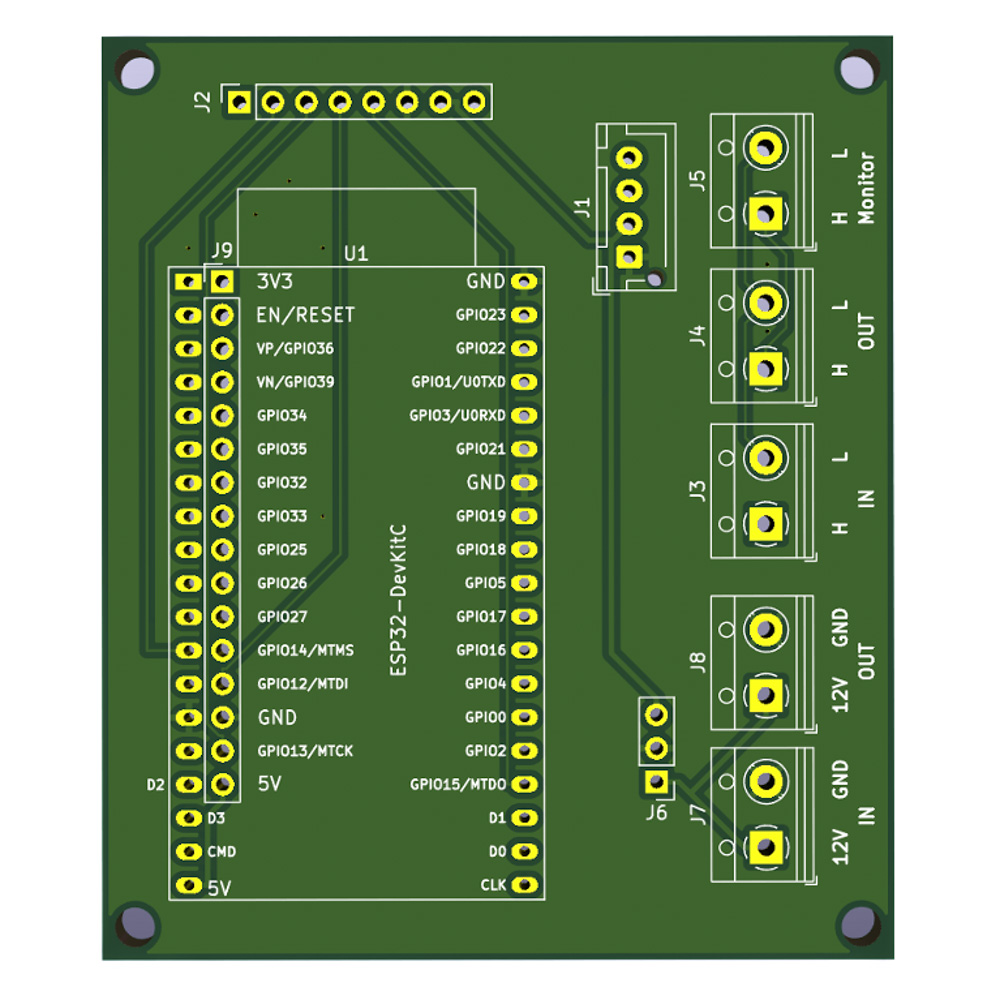 J2
J1
J5
L
H
Monitor
J9
U1
3V3
GND
EN/RESET
GPIO23
VP/GPIO36
GPIO22
VN/GPIO39
GPIO1/U0TXD
GPIO34
GPIO3/U0RXD
GPIO35
GPIO21
GPIO32
GND
GPIO33
GPIO19
GPIO25
GPIO18
GPIO26
GPIO5
GPIO27
GPIO17
GPIO14/MTMS
GPIO16
GPIO12/MTDI
GPIO4
GND
GPIO0
GPIO13/MTCK
GPIO2
D2
5V
GPIO15/MTDO
D3
D1
CMD
D0
5V
CLK
ESP32-DevKitC
J4
L
H
OUT
J3
L
H
IN
J8
GND
12V
OUT
J6
J7
GND
12V
IN